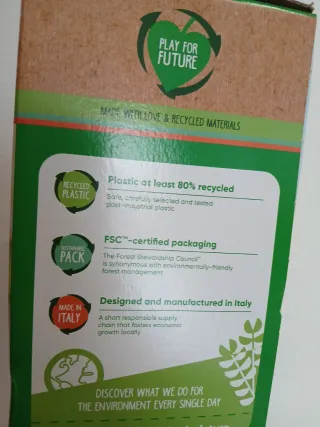 PLAY FOR
FUTURE
MADE WITH LOVE & RECYCLED MATERIALS
RECYCLED
PLASTIC
Plastic at least 80% recycled
Safe, carefully selected and tested
post-industrial plastic
SUSTAINABLE
PACK
FSC™-certified packaging
The Forest Stewardship Council™
is synonymous with environmentally-friendly
forest management
MADE IN
ITALY
Designed and manufactured in Italy
A short responsible supply
chain that fosters economic
growth locally
DISCOVER WHAT WE DO FOR
THE ENVIRONMENT EVERY SINGLE DAY